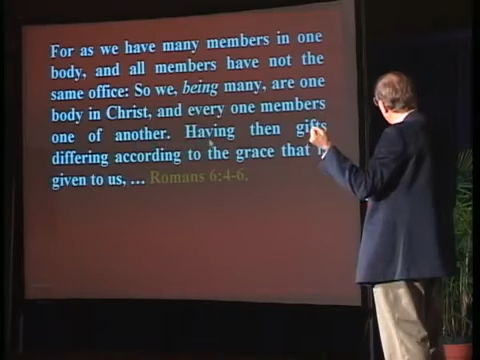 For as we have many members in one
body, and all members have not the
same office: So we, being many, are one
body in Christ, and every one members
one of another. Having then gifts
differing according to the grace that
given to us, ... Romans 6:4-6.